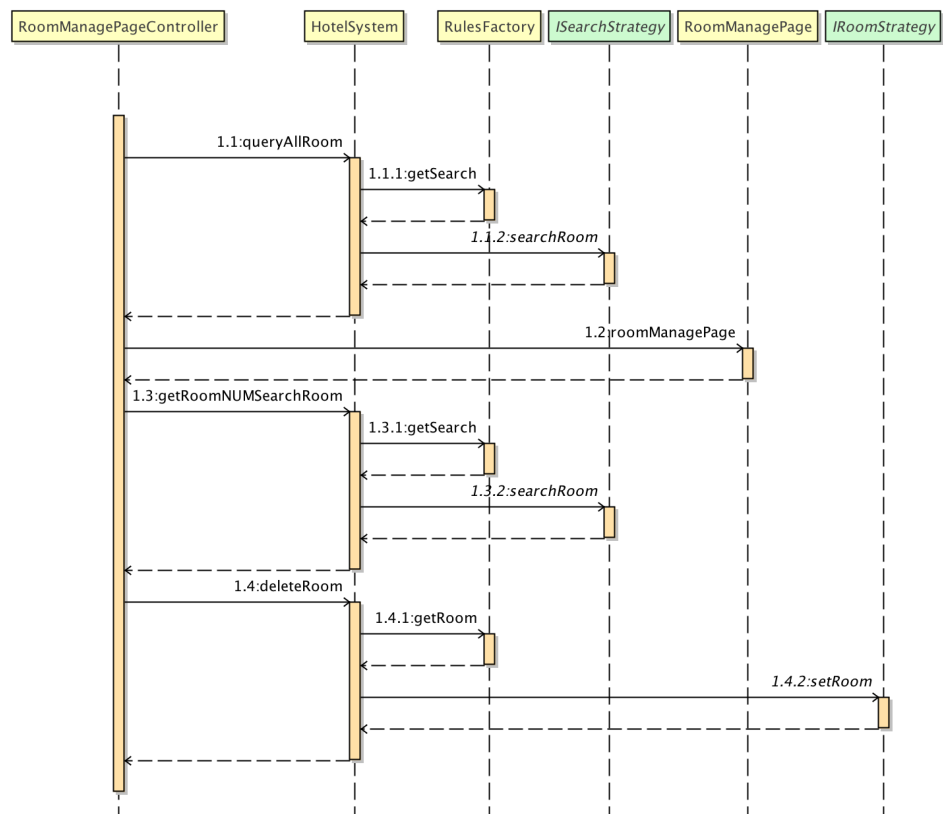 RoomManagePageController HotelSystem RulesFactory ISearchStrategy RoomManagePage IRoomStrategy
1.1:queryAllRoom
1.1.1:getSearch
1.1.2:searchRoom
1.2:roomManagePage
1.3:getRoomNUMSearchRoom
1.3.1:getSearch
1.3.2:searchRoom
1.4:deleteRoom
1.4.1:getRoom
1.4.2:setRoom